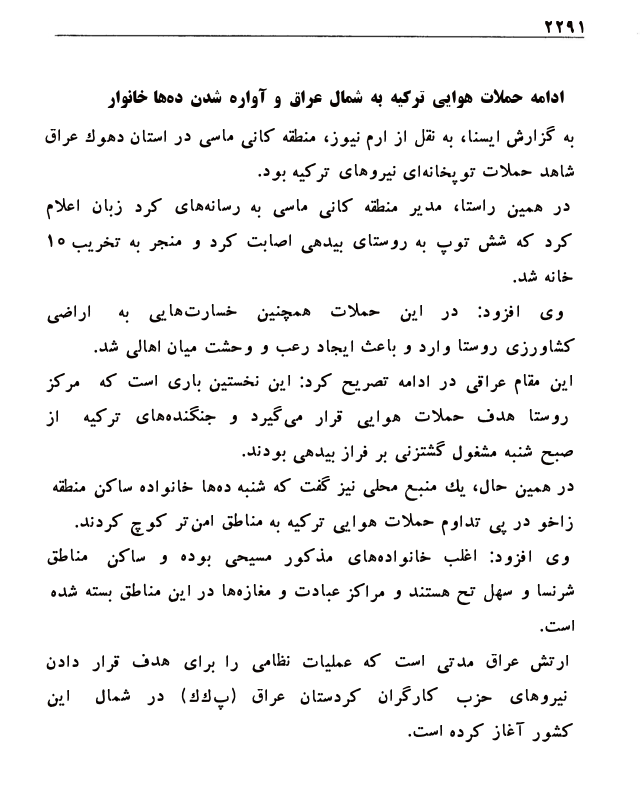 ۲۲۹۱
ادامه حملات هوایی ترکیه به شمال عراق و آواره شدن ده‌ها خانوار
به گزارش ایسنا، به نقل از ارم نیوز، منطقه کانی ماسی در استان دهوك عراق
شاهد حملات توپخانه‌ای نیروهای ترکیه بود.
در همین راستا، مدیر منطقه کانی ماسی به رسانه‌های کرد زبان اعلام
کرد که شش توپ به روستای بیدهی اصابت کرد و منجر به تخریب ۱۰
خانه شد.
وی افزود: در این حملات همچنین خسارت‌هایی به اراضی
کشاورزی روستا وارد و باعث ایجاد رعب و وحشت میان اهالی شد.
این مقام عراقی در ادامه تصریح کرد: این نخستین باری است که مرکز
روستا هدف حملات هوایی قرار می‌گیرد و جنگنده‌های ترکیه از
صبح شنبه مشغول گشتزنی بر فراز بیدهی بودند.
در همین حال، یك منبع محلی نیز گفت که شنبه ده‌ها خانواده ساکن منطقه
زاخو در پی تداوم حملات هوایی ترکیه به مناطق امن‌تر کوچ کردند.
وی افزود: اغلب خانواده‌های مذکور مسیحی بوده و ساکن مناطق
شرنسا و سهل تح هستند و مراکز عبادت و مغازه‌ها در این مناطق بسته شده
است.
ارتش عراق مدتی است که عملیات نظامی را برای هدف قرار دادن
نیروهای حزب کارگران کردستان عراق (پ‌ك‌ك) در شمال این
کشور آغاز کرده است.